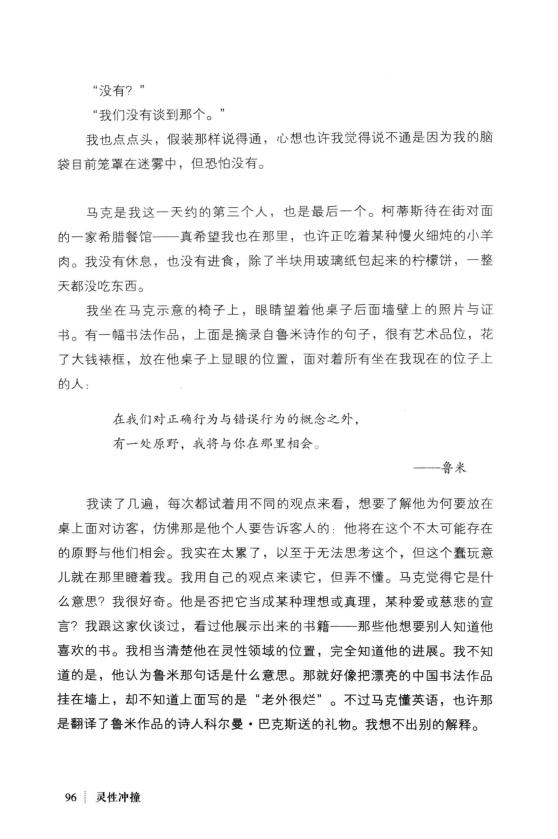 “没有？”
“我们没有谈到那个。”
我也点点头，假装那样说得通，心想也许我觉得说不通是因为我的脑
袋目前笼罩在迷雾中，但恐怕没有。
马克是我这一天约的第三个人，也是最后一个。柯蒂斯待在街对面
的一家希腊餐馆——真希望我也在那里，也许正吃着某种慢火细炖的小羊
肉。我没有休息，也没有进食，除了半块用玻璃纸包起来的柠檬饼，一整
天都没吃东西。
我坐在马克示意的椅子上，眼睛望着他桌子后面墙壁上的照片与证
书。有一幅书法作品，上面是摘录自鲁米诗作的句子，很有艺术品位，花
了大钱裱框，放在他桌子上显眼的位置，面对着所有坐在我现在的位子上
的人：
在我们对正确行为与错误行为的概念之外，
有一处原野，我将与你在那里相会。
——鲁米
我读了几遍，每次都试着用不同的观点来看，想要了解他为何要放在
桌上面对访客，仿佛那是他个人要告诉客人的：他将在这个不太可能存在
的原野与他们相会。我实在太累了，以至于无法思考这个，但这个蠢玩意
儿就在那里瞪着我。我用自己的观点来读它，但弄不懂。马克觉得它是什
么意思？我很好奇。他是否把它当成某种理想或真理，某种爱或慈悲的宣
言？我跟这家伙谈过，看过他展示出来的书籍——那些他想要别人知道他
喜欢的书。我相当清楚他在灵性领域的位置，完全知道他的进展。我不知
道的是，他认为鲁米那句话是什么意思。那就好像把漂亮的中国书法作品
挂在墙上，却不知道上面写的是“老外很烂”。不过马克懂英语，也许那
是翻译了鲁米作品的诗人科尔曼·巴克斯送的礼物。我想不出别的解释。
96 ┊ 灵性冲撞